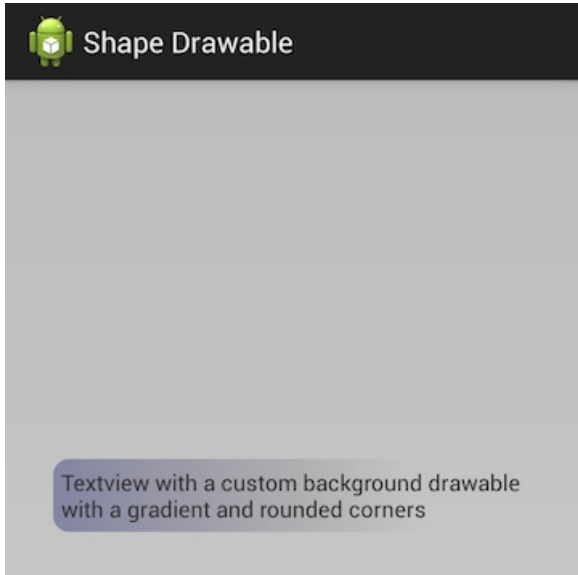 Shape Drawable
Textview with a custom background drawable
with a gradient and rounded corners